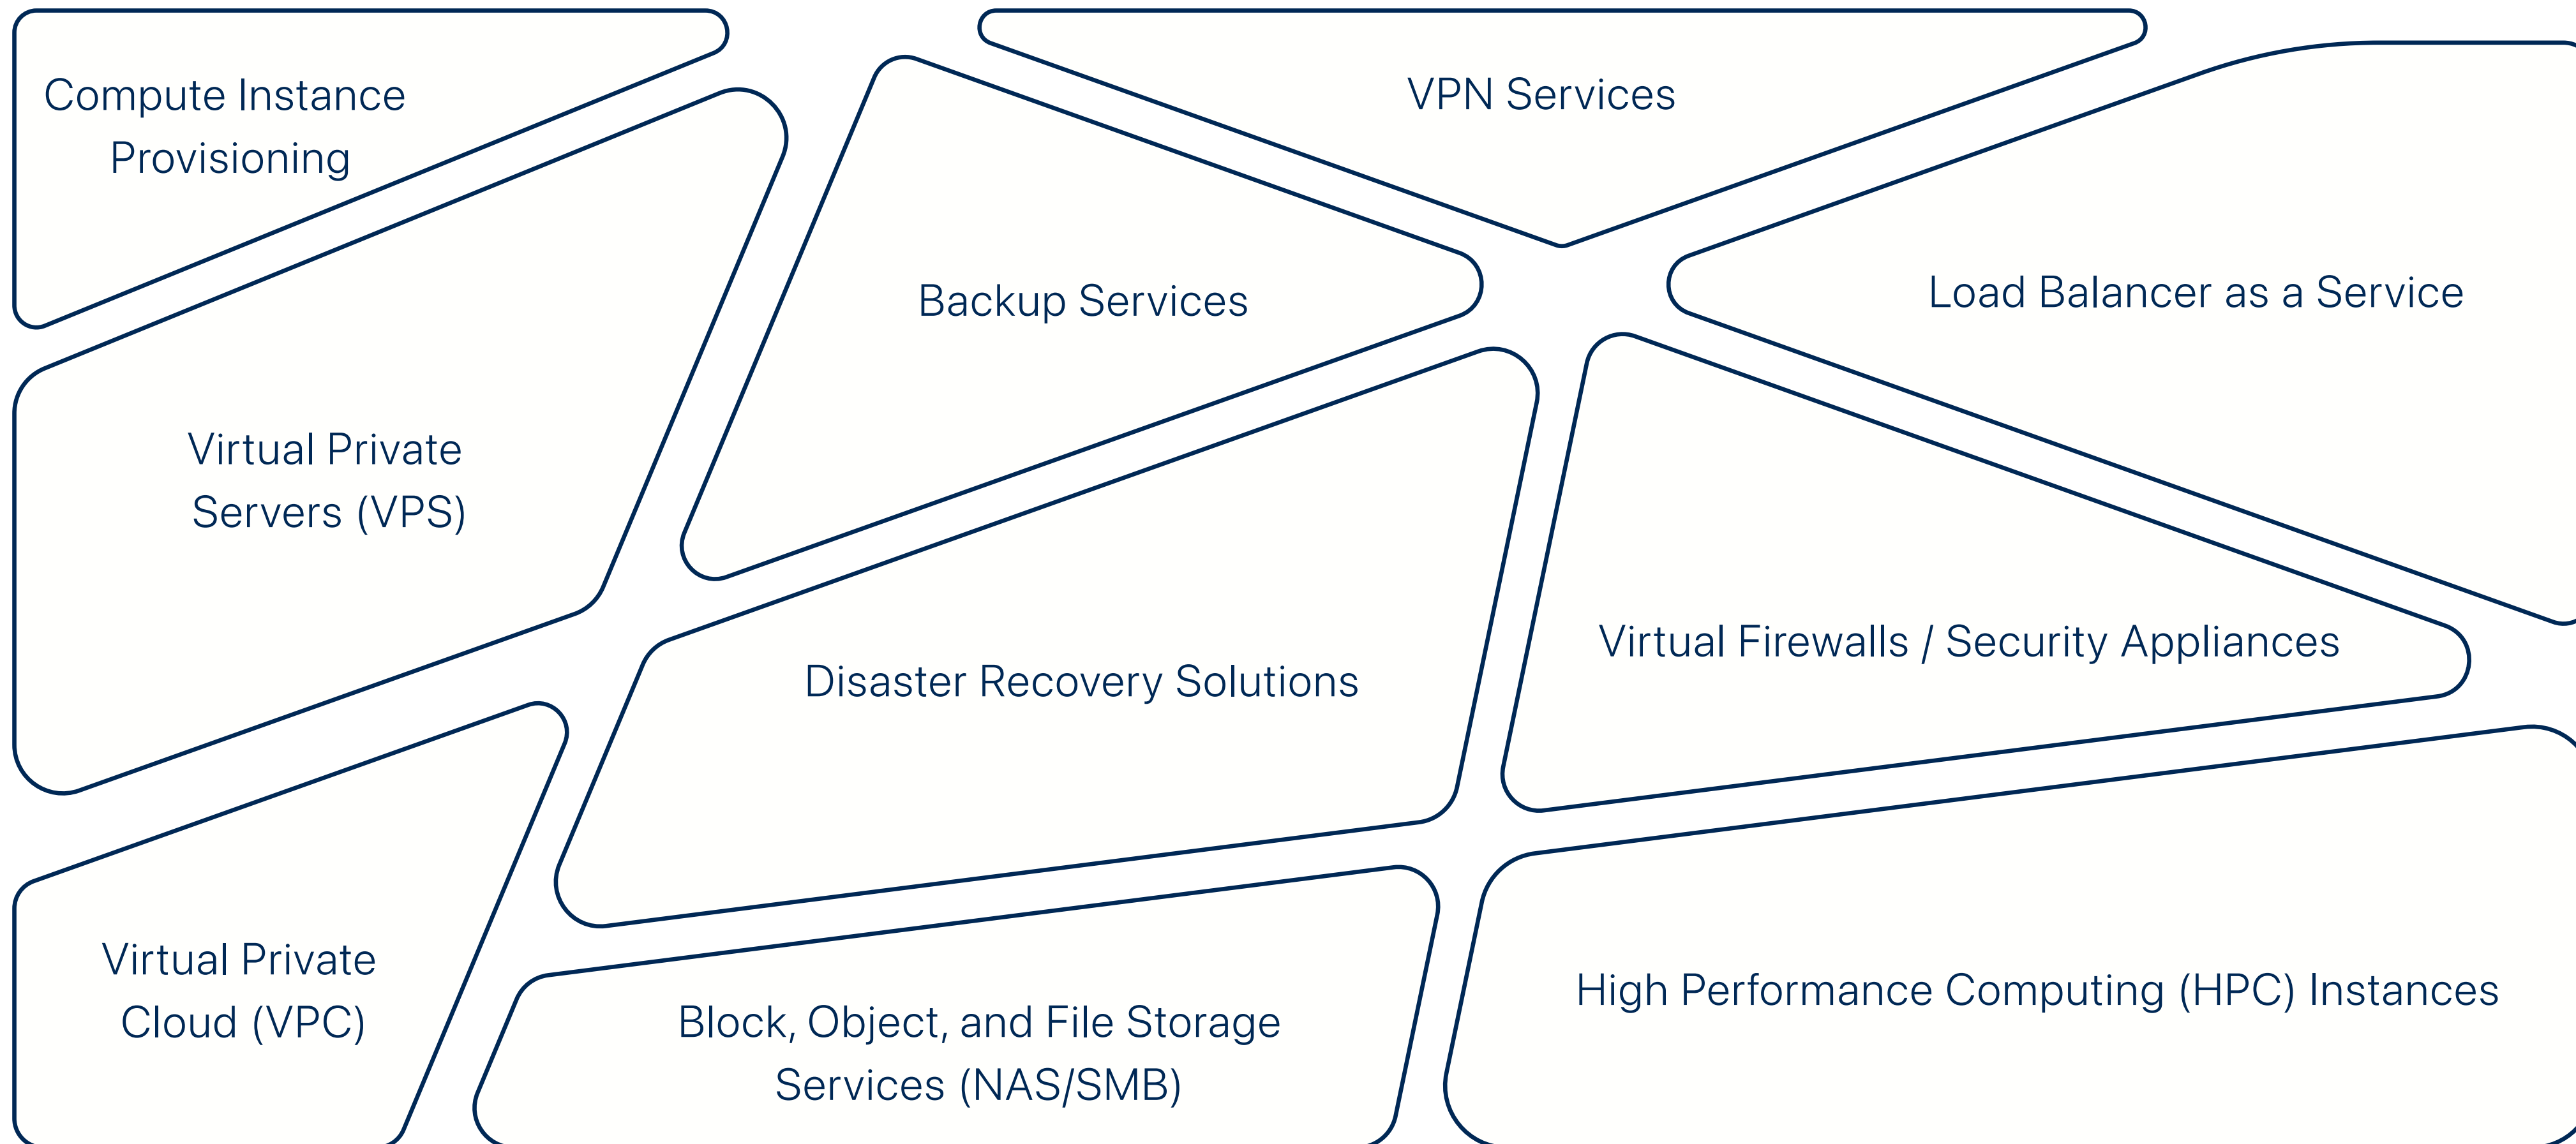 Compute Instance
Provisioning
VPN Services
Backup Services
Load Balancer as a Service
Virtual Private
Servers (VPS)
Disaster Recovery Solutions
Virtual Firewalls / Security Appliances
Virtual Private
Cloud (VPC)
Block, Object, and File Storage
Services (NAS/SMB)
High Performance Computing (HPC) Instances